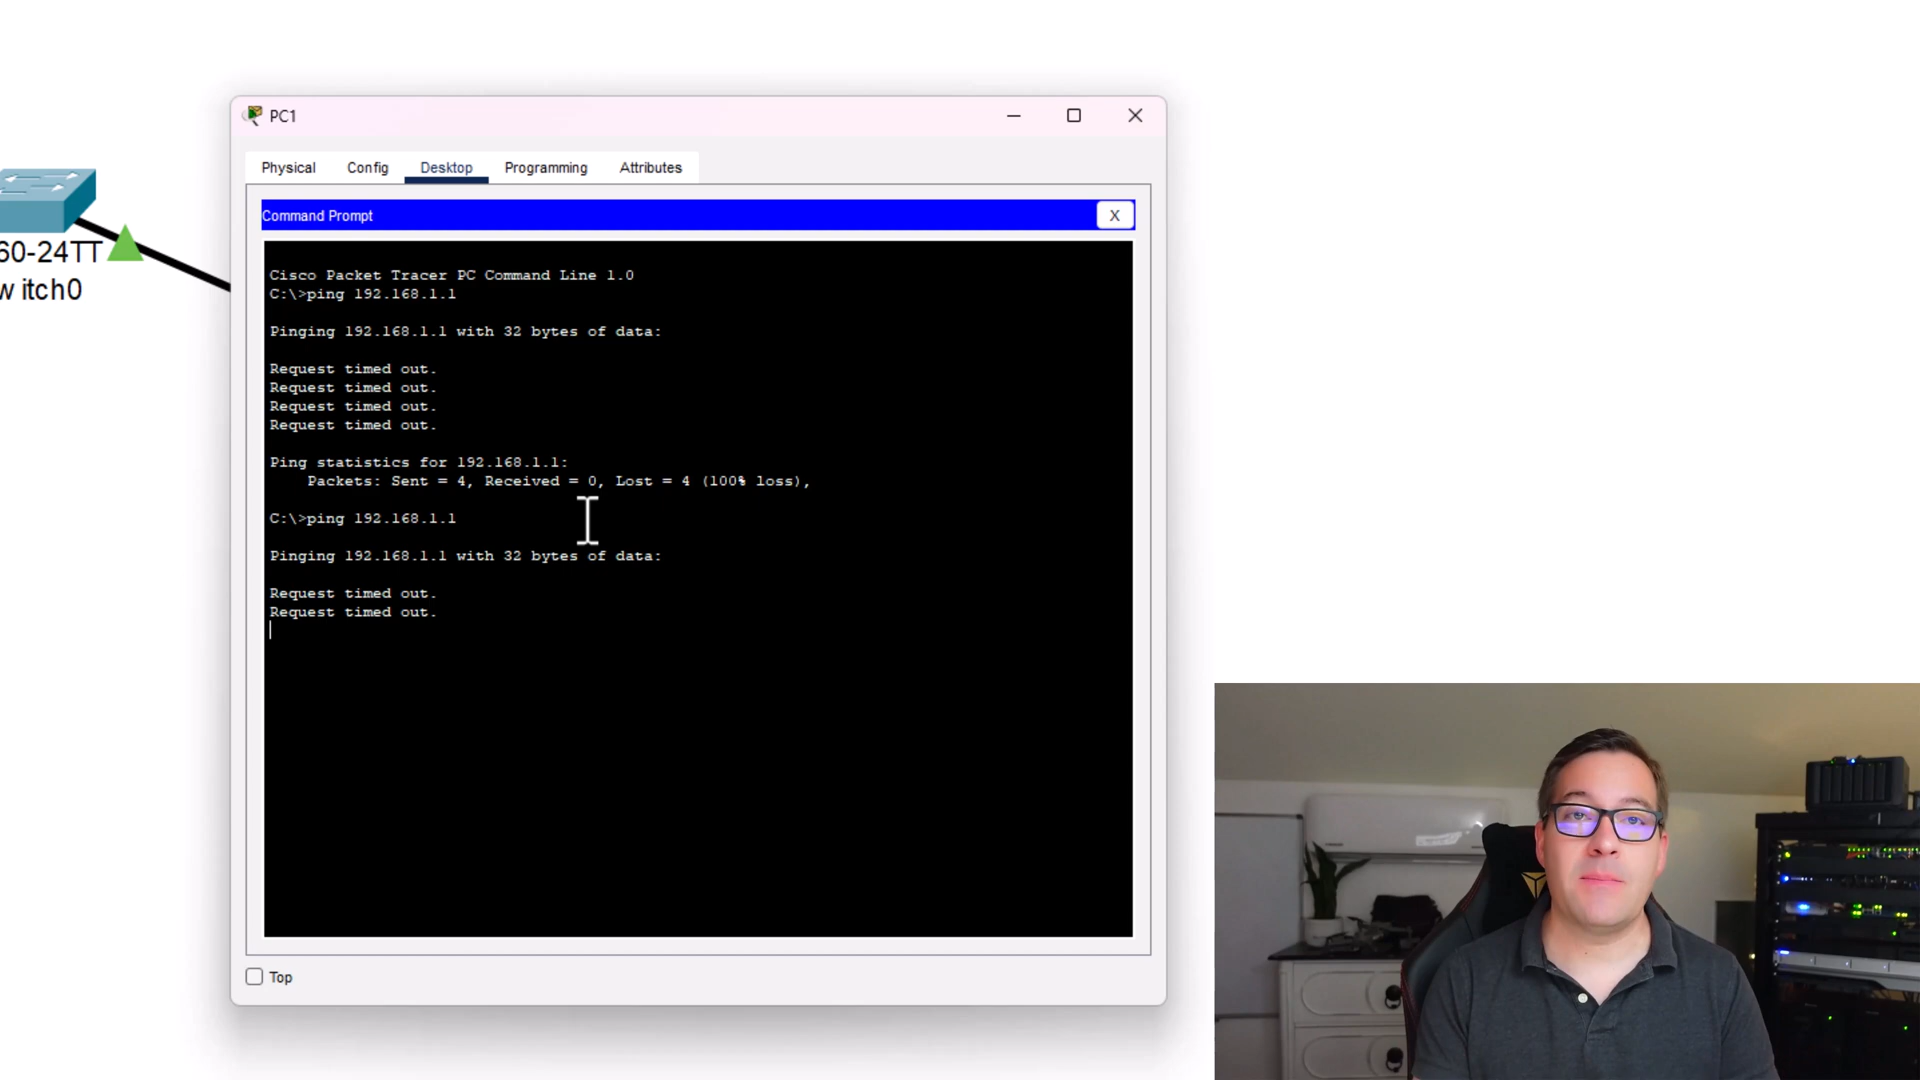 PC1
Physical Config Desktop Programming Attributes
Command Prompt X
60-24TT
witch0
Cisco Packet Tracer PC Command Line 1.0
C:\>ping 192.168.1.1
Pinging 192.168.1.1 with 32 bytes of data:
Request timed out.
Request timed out.
Request timed out.
Request timed out.
Ping statistics for 192.168.1.1:
Packets: Sent = 4, Received = 0, Lost = 4 (100% loss),
C:\>ping 192.168.1.1
Pinging 192.168.1.1 with 32 bytes of data:
Request timed out.
Request timed out.
Top